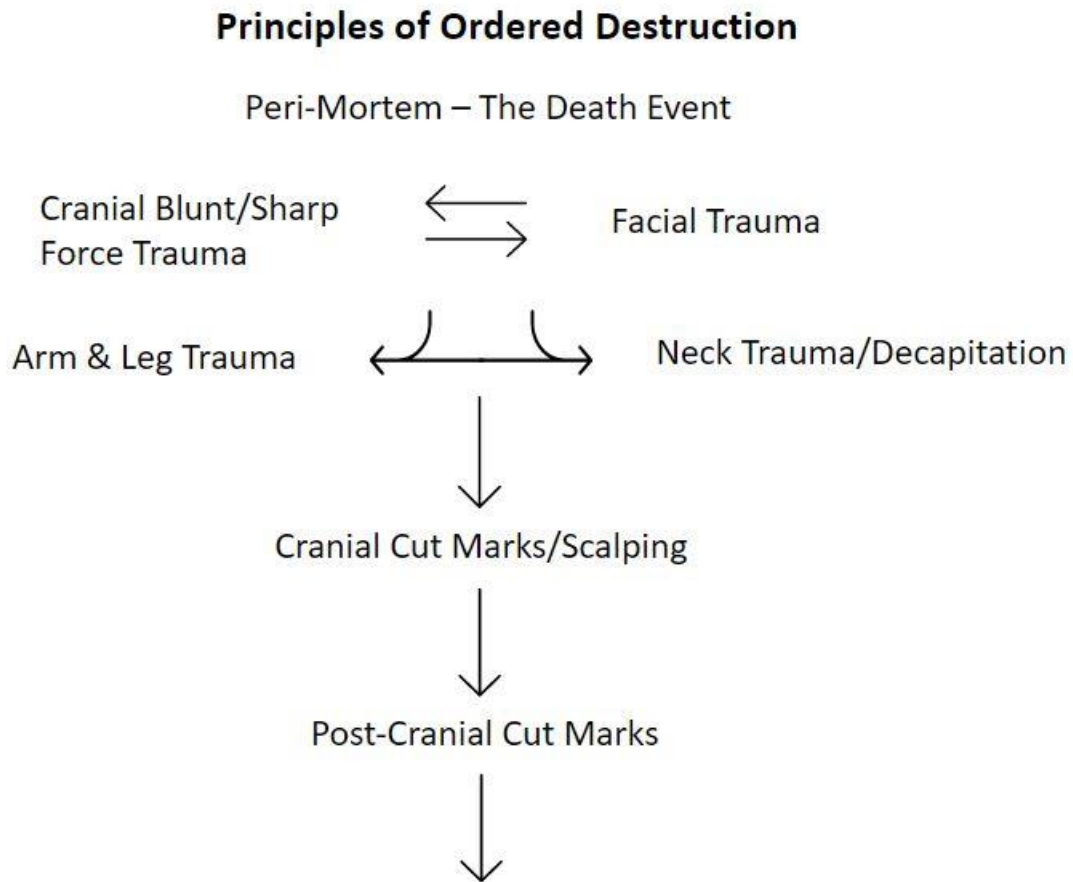 Principles of Ordered Destruction
Peri-Mortem – The Death Event
Cranial Blunt/Sharp
Force Trauma
Facial Trauma
Arm & Leg Trauma
Neck Trauma/Decapitation
Cranial Cut Marks/Scalping
Post-Cranial Cut Marks